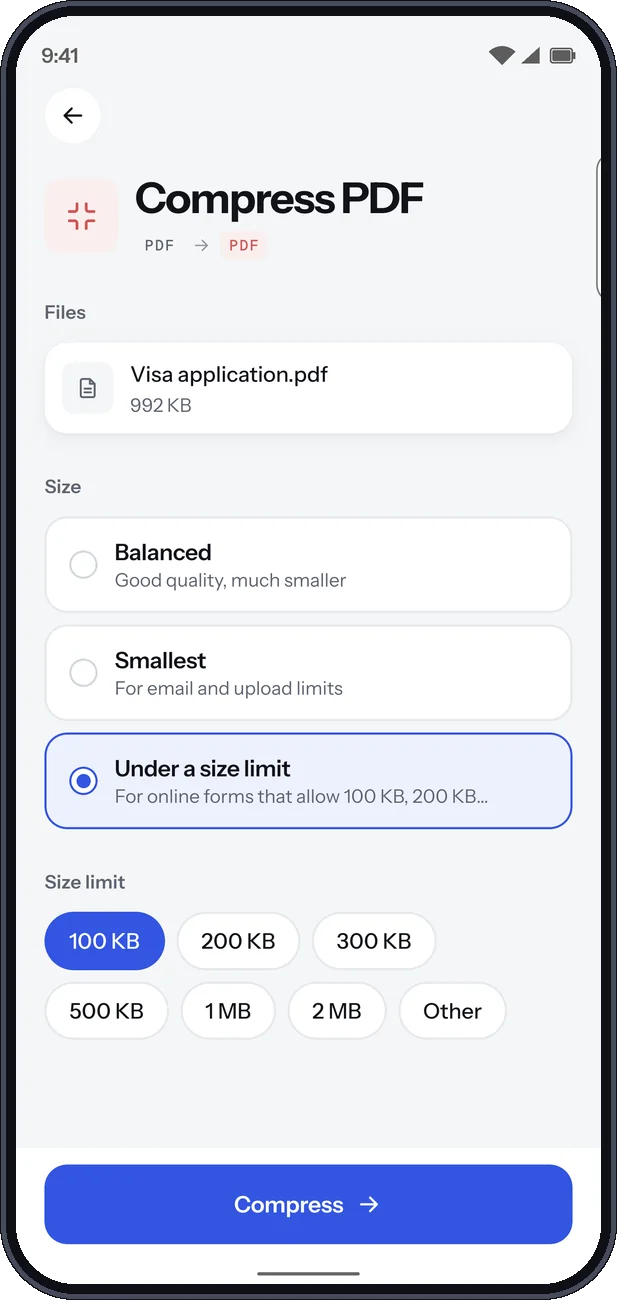 9:41
Compress PDF
PDF → PDF
Files
Visa application.pdf
992 KB
Size
Balanced
Good quality, much smaller
Smallest
For email and upload limits
Under a size limit
For online forms that allow 100 KB, 200 KB...
Size limit
100 KB 200 KB 300 KB
500 KB 1 MB 2 MB Other
Compress →